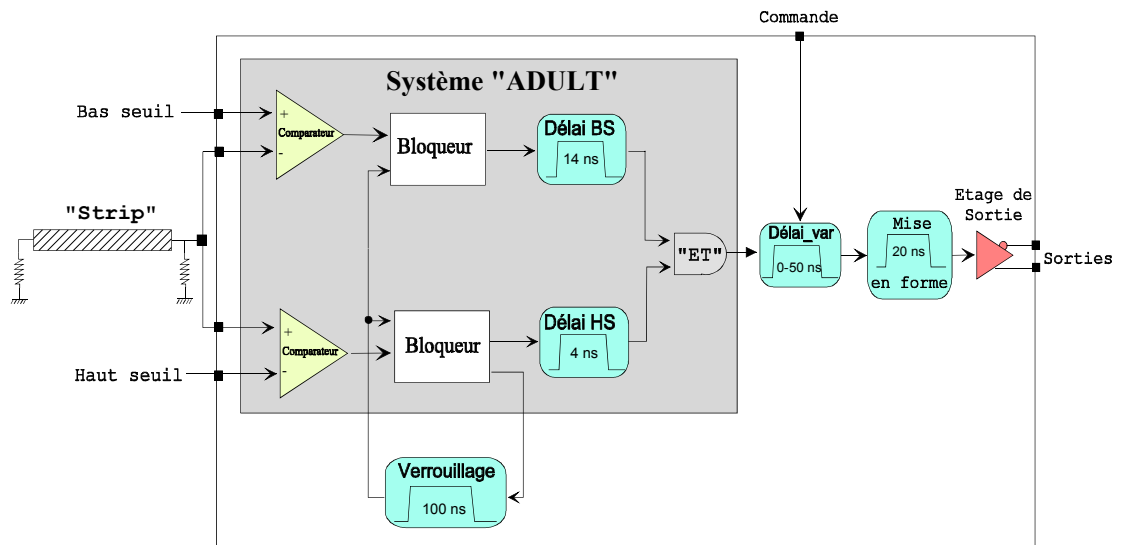 Commande
Système "ADULT"
Bas seuil
+
Comparateur
-
Bloqueur
Délai BS
14 ns
"Strip"
"ET"
Délai_var
0-50 ns
Mise
20 ns
en forme
Etage de
Sortie
Sorties
+
Comparateur
-
Haut seuil
Bloqueur
Délai HS
4 ns
Verrouillage
100 ns